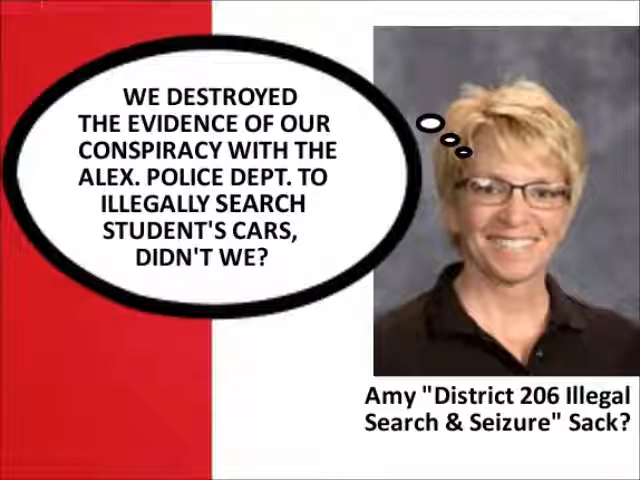 WE DESTROYED
THE EVIDENCE OF OUR
CONSPIRACY WITH THE
ALEX. POLICE DEPT. TO
ILLEGALLY SEARCH
STUDENT'S CARS,
DIDN'T WE?
Amy "District 206 Illegal
Search & Seizure" Sack?